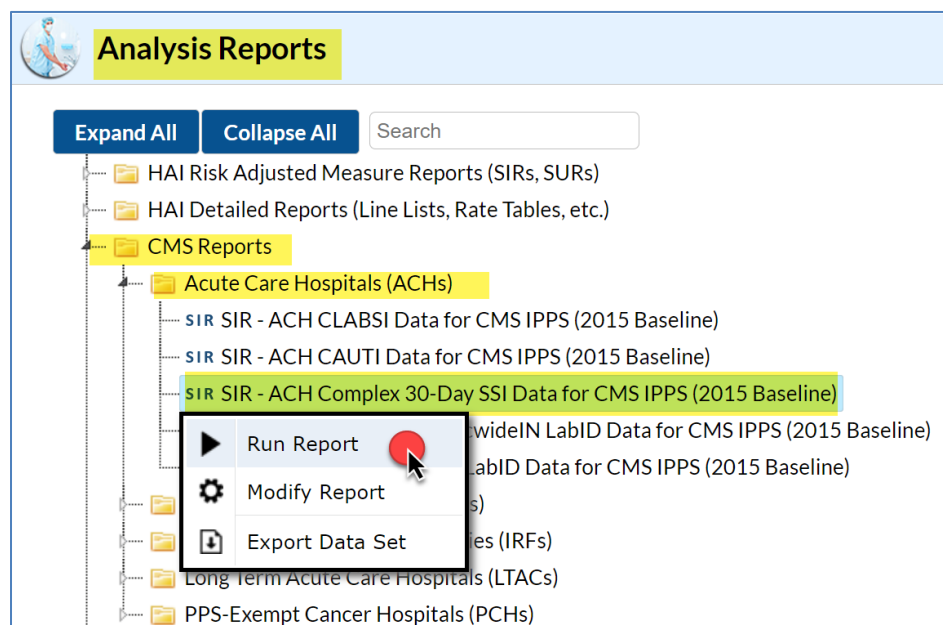 Analysis Reports
Expand All Collapse All Search
HAI Risk Adjusted Measure Reports (SIRs, SURs)
HAI Detailed Reports (Line Lists, Rate Tables, etc.)
CMS Reports
Acute Care Hospitals (ACHs)
SIR SIR - ACH CLABSI Data for CMS IPPS (2015 Baseline)
SIR SIR - ACH CAUTI Data for CMS IPPS (2015 Baseline)
SIR SIR - ACH Complex 30-Day SSI Data for CMS IPPS (2015 Baseline)
Run Report wideIN LabID Data for CMS IPPS (2015 Baseline)
LabID Data for CMS IPPS (2015 Baseline)
Modify Report s)
Export Data Set ies (IRFs)
Long Term Acute Care Hospitals (LTACs)
PPS-Exempt Cancer Hospitals (PCHs)